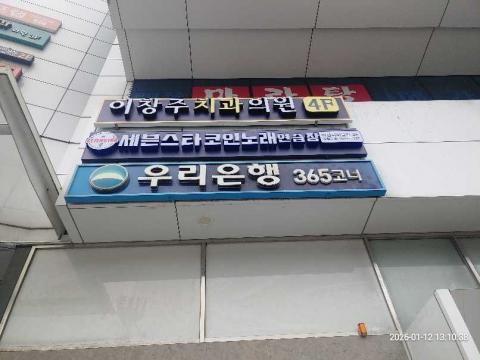 마라탕
이창주치과의원 4F
세븐스타코인노래연습장
우리은행 365코너
2026-01-12 13:10:38